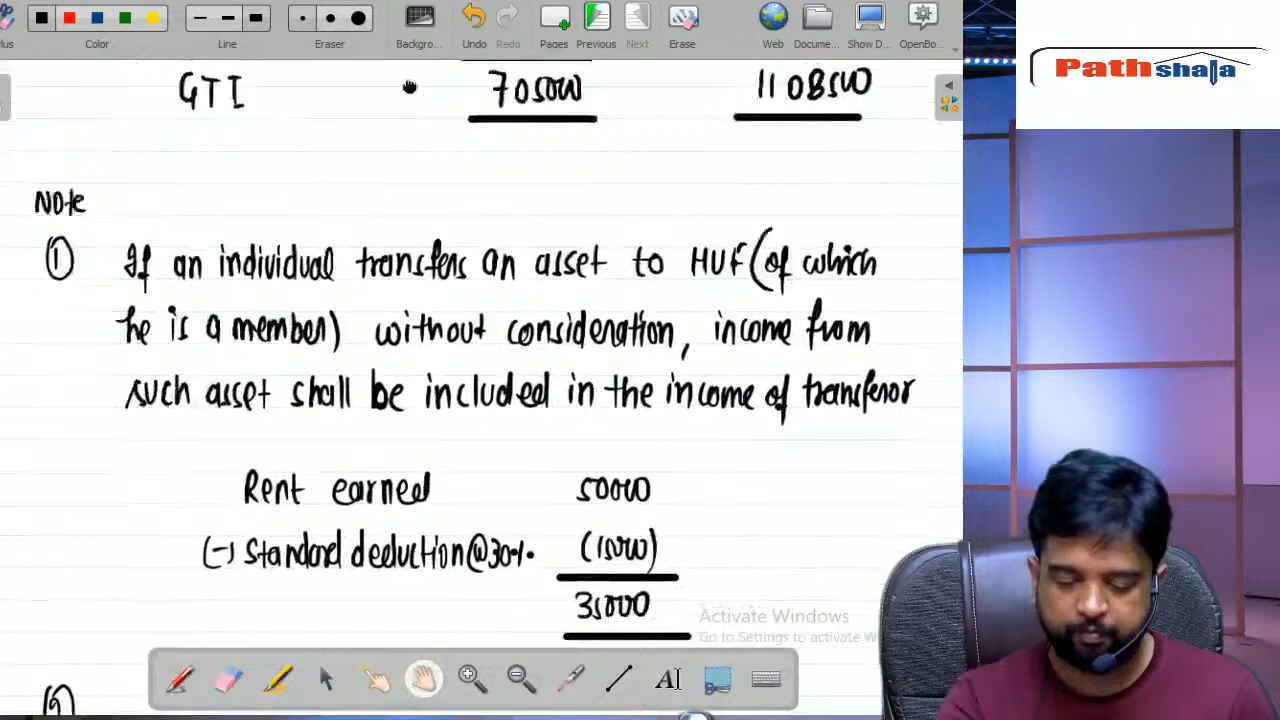 Color
Line
Eraser
Backgro...
Undo
Redo
Pages
Previous
Next
Erase
Web
Docume...
Show D...
OpenBo...
Pathshala
GTI 705000 1108500
Note
① If an individual transfers an asset to HUF (of which
he is a member) without consideration, income from
such asset shall be included in the income of transferor
Rent earned 50000
(-) Standard deduction@30% (15000)
35000
Activate Windows
Go to Settings to activate W